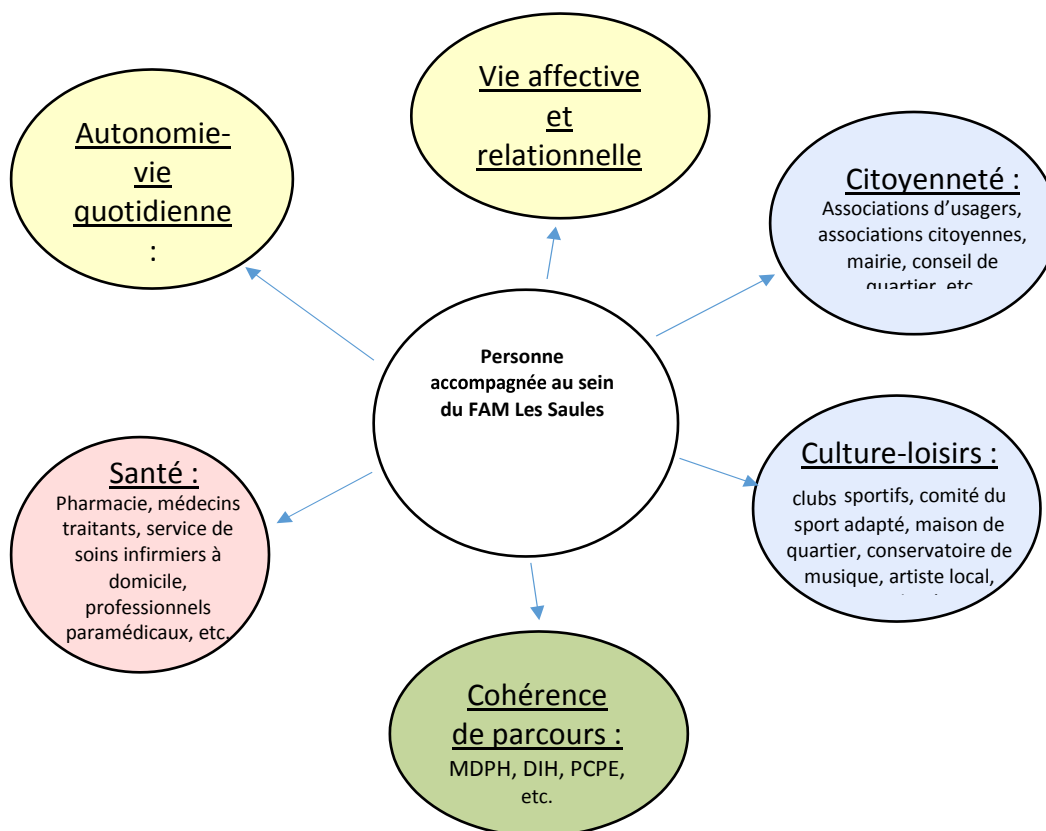 Vie affective
et
relationnelle
Autonomie-
vie
quotidienne
:
Citoyenneté :
Associations d’usagers,
associations citoyennes,
mairie, conseil de
quartier, etc
Personne
accompagnée au sein
du FAM Les Saules
Culture-loisirs :
clubs sportifs, comité du
sport adapté, maison de
quartier, conservatoire de
musique, artiste local,
Santé :
Pharmacie, médecins
traitants, service de
soins infirmiers à
domicile,
professionnels
paramédicaux, etc.
Cohérence
de parcours :
MDPH, DIH, PCPE,
etc.